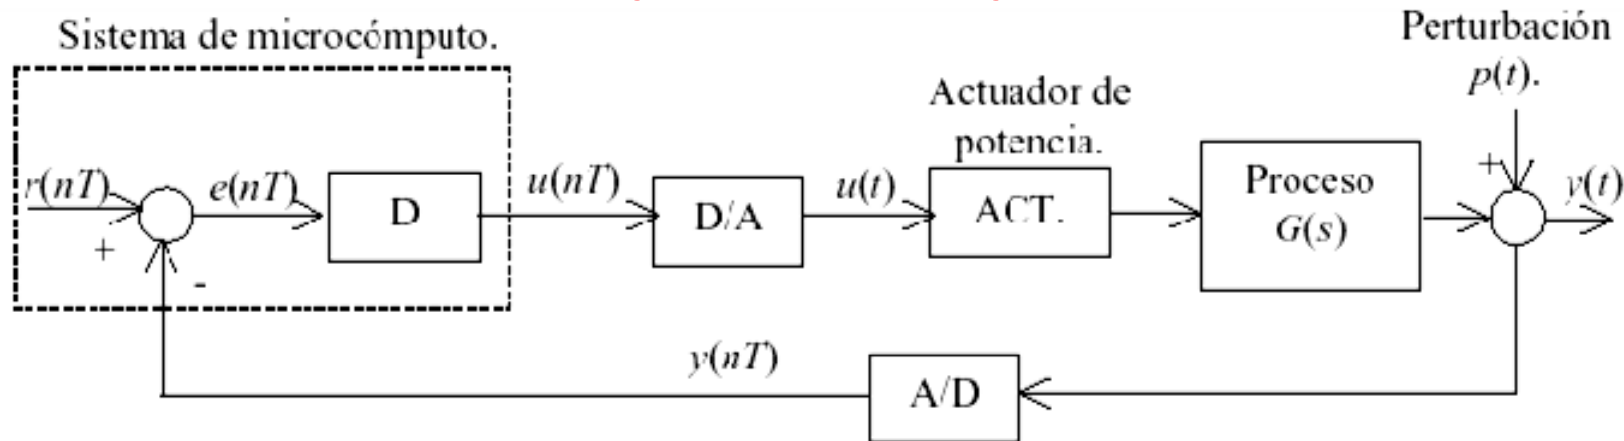 Sistema de microcómputo.
Perturbación
p(t).
Actuador de
potencia.
r(nT)
e(nT)
D
u(nT)
D/A
u(t)
ACT.
Proceso
G(s)
+
y(t)
+
-
y(nT)
A/D